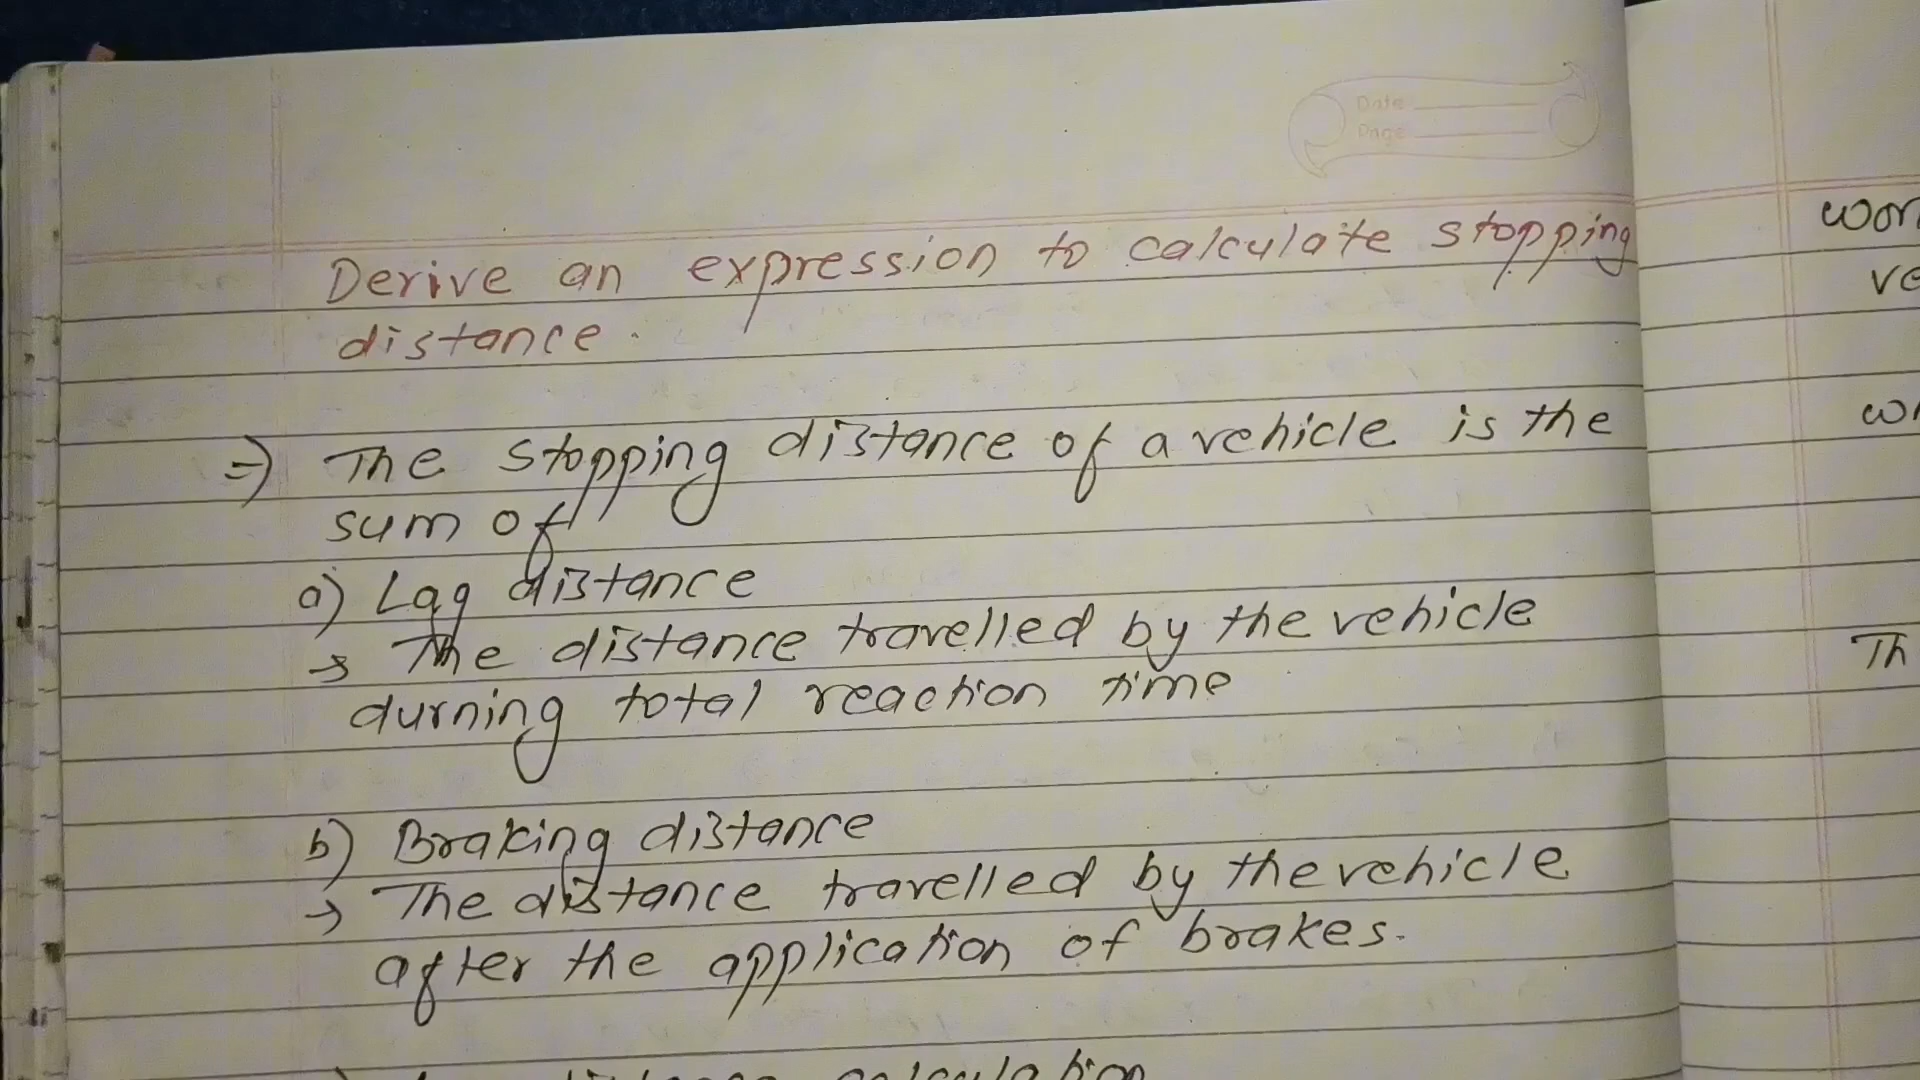 Date
Page
Derive an expression to calculate stopping
distance.
=) The stopping distance of a vehicle is the
sum of
a) Lag distance
→ The distance travelled by the vehicle
durning total reaction time
b) Braking distance
→ The distance travelled by the vehicle
after the application of brakes.
distance calculation
wor
ve
Th